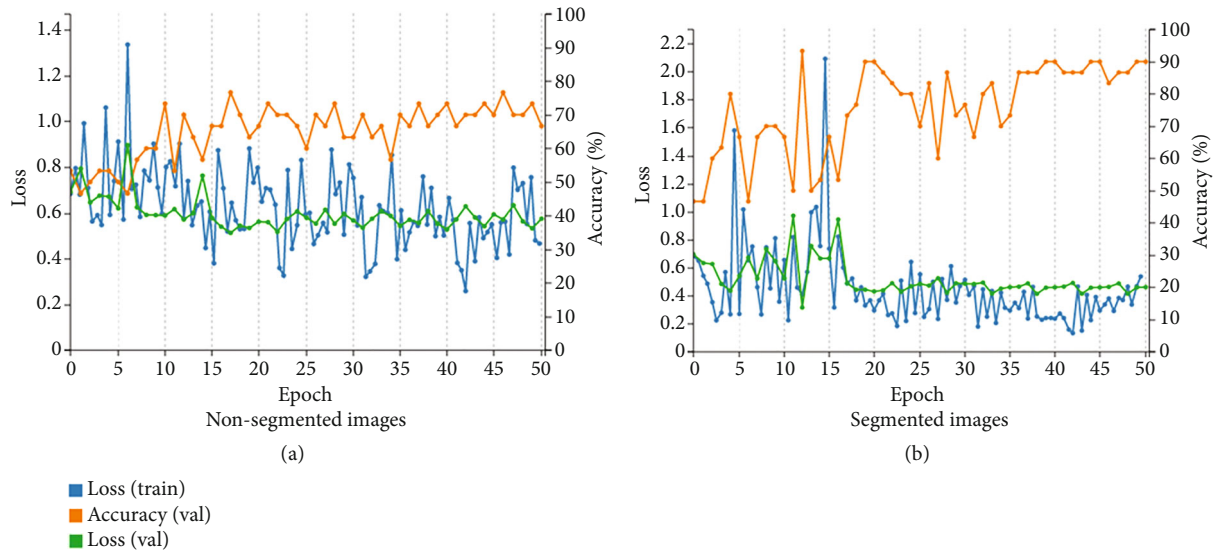 Loss
1.4
1.2
1.0
0.8
0.6
0.4
0.2
0
100
90
80
70
60
50
40
30
20
10
0
Accuracy (%)
0 5 10 15 20 25 30 35 40 45 50
Epoch
Non-segmented images
(a)
Loss
2.2
2.0
1.8
1.6
1.4
1.2
1.0
0.8
0.6
0.4
0.2
0
100
90
80
70
60
50
40
30
20
10
0
Accuracy (%)
0 5 10 15 20 25 30 35 40 45 50
Epoch
Segmented images
(b)
Loss (train)
Accuracy (val)
Loss (val)